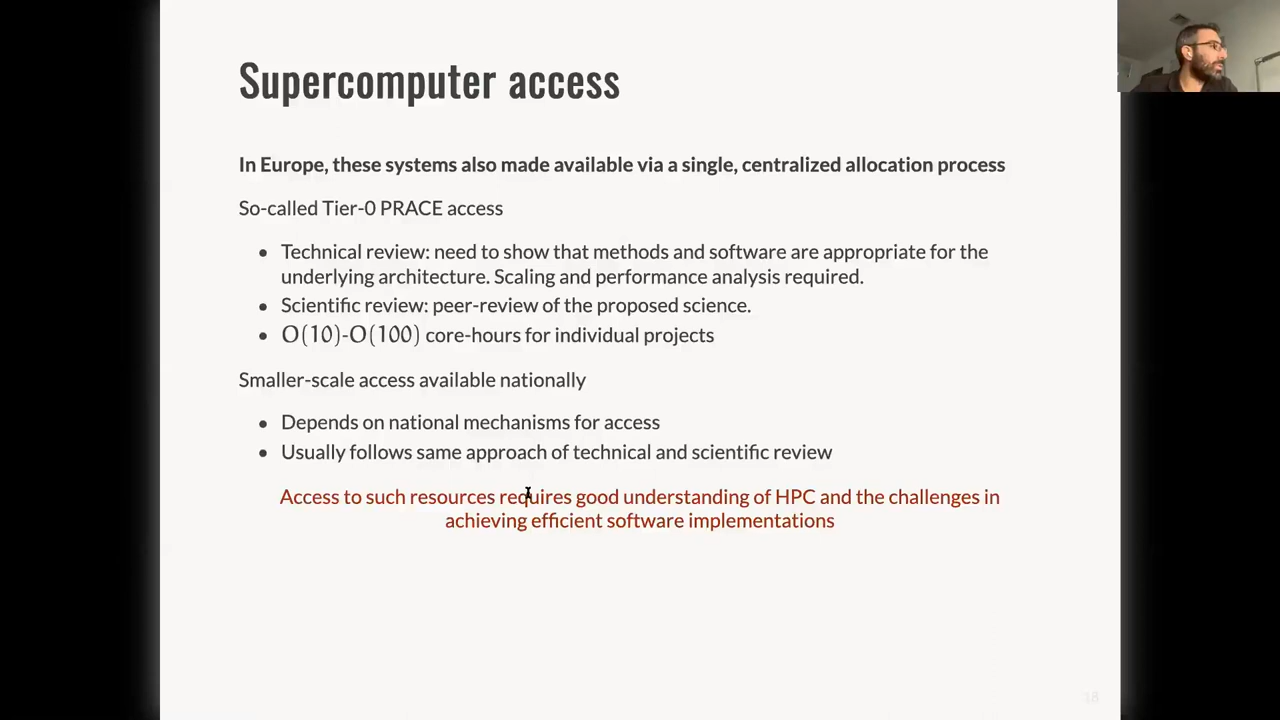 Supercomputer access
In Europe, these systems also made available via a single, centralized allocation process
So-called Tier-0 PRACE access
• Technical review: need to show that methods and software are appropriate for the
underlying architecture. Scaling and performance analysis required.
• Scientific review: peer-review of the proposed science.
• O(10)-O(100) core-hours for individual projects
Smaller-scale access available nationally
• Depends on national mechanisms for access
• Usually follows same approach of technical and scientific review
Access to such resources requires good understanding of HPC and the challenges in
achieving efficient software implementations
18